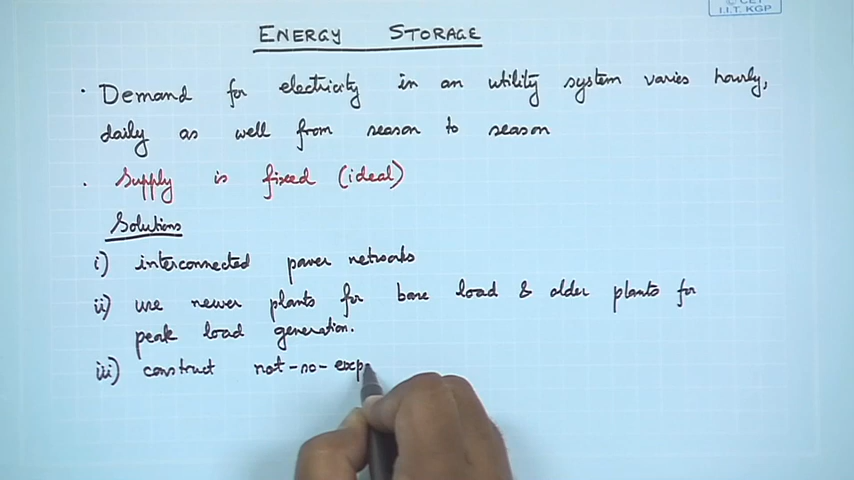 © CET
I.I.T. KGP
ENERGY STORAGE
· Demand for electricity in an utility system varies hourly,
daily as well from season to season
· Supply is fixed (ideal)
Solutions
i) interconnected power networks
ii) use newer plants for base load & older plants for
peak load generation.
iii) construct not-so-exp